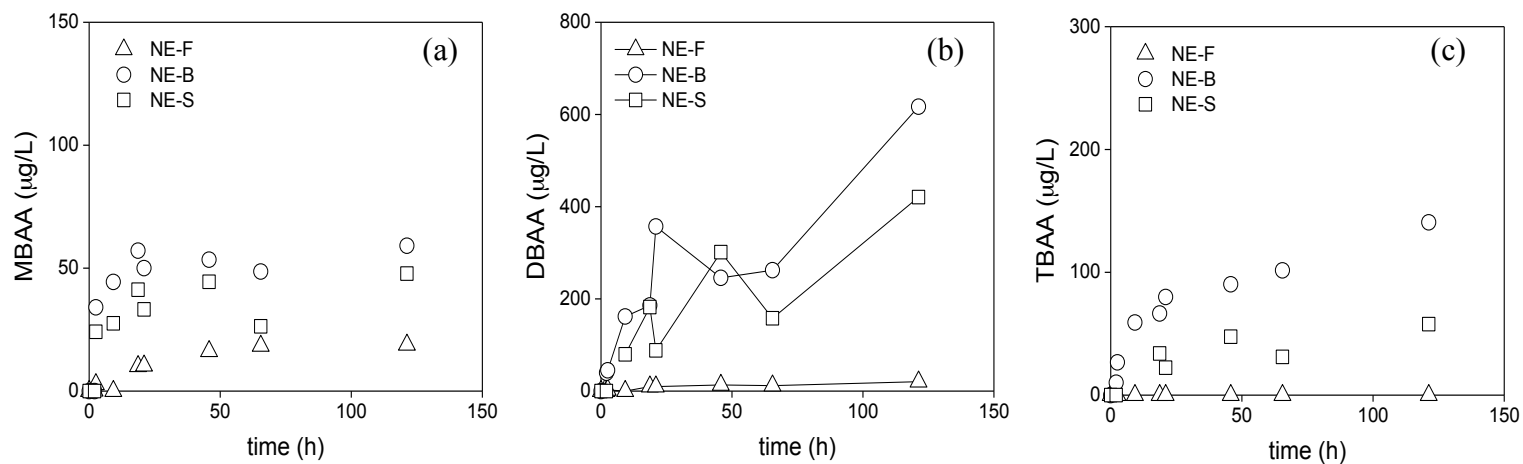 150
100
50
0
MBAA (μg/L)
NE-F
NE-B
NE-S
(a)
0 50 100 150
time (h)
800
600
400
200
0
DBAA (μg/L)
NE-F
NE-B
NE-S
(b)
0 50 100 150
time (h)
300
200
100
0
TBAA (μg/L)
NE-F
NE-B
NE-S
(c)
0 50 100 150
time (h)